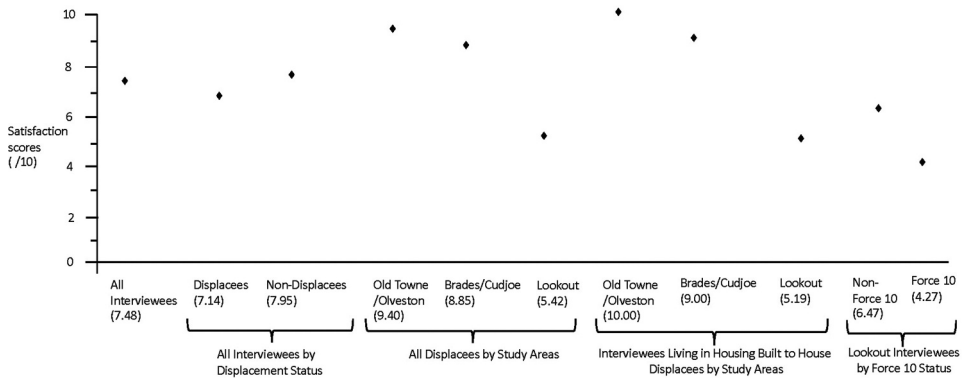 10
8
6
4
2
0
Satisfaction
scores
( /10)
All
Interviewees
(7.48)
Displacees
(7.14)
Non-Displacees
(7.95)
Old Towne
/Olveston
(9.40)
Brades/Cudjoe
(8.85)
Lookout
(5.42)
Old Towne
/Olveston
(10.00)
Brades/Cudjoe
(9.00)
Lookout
(5.19)
Non-
Force 10
(6.47)
Force 10
(4.27)
All Interviewees by
Displacement Status
All Displacees by Study Areas
Interviewees Living in Housing Built to House
Displacees by Study Areas
Lookout Interviewees
by Force 10 Status